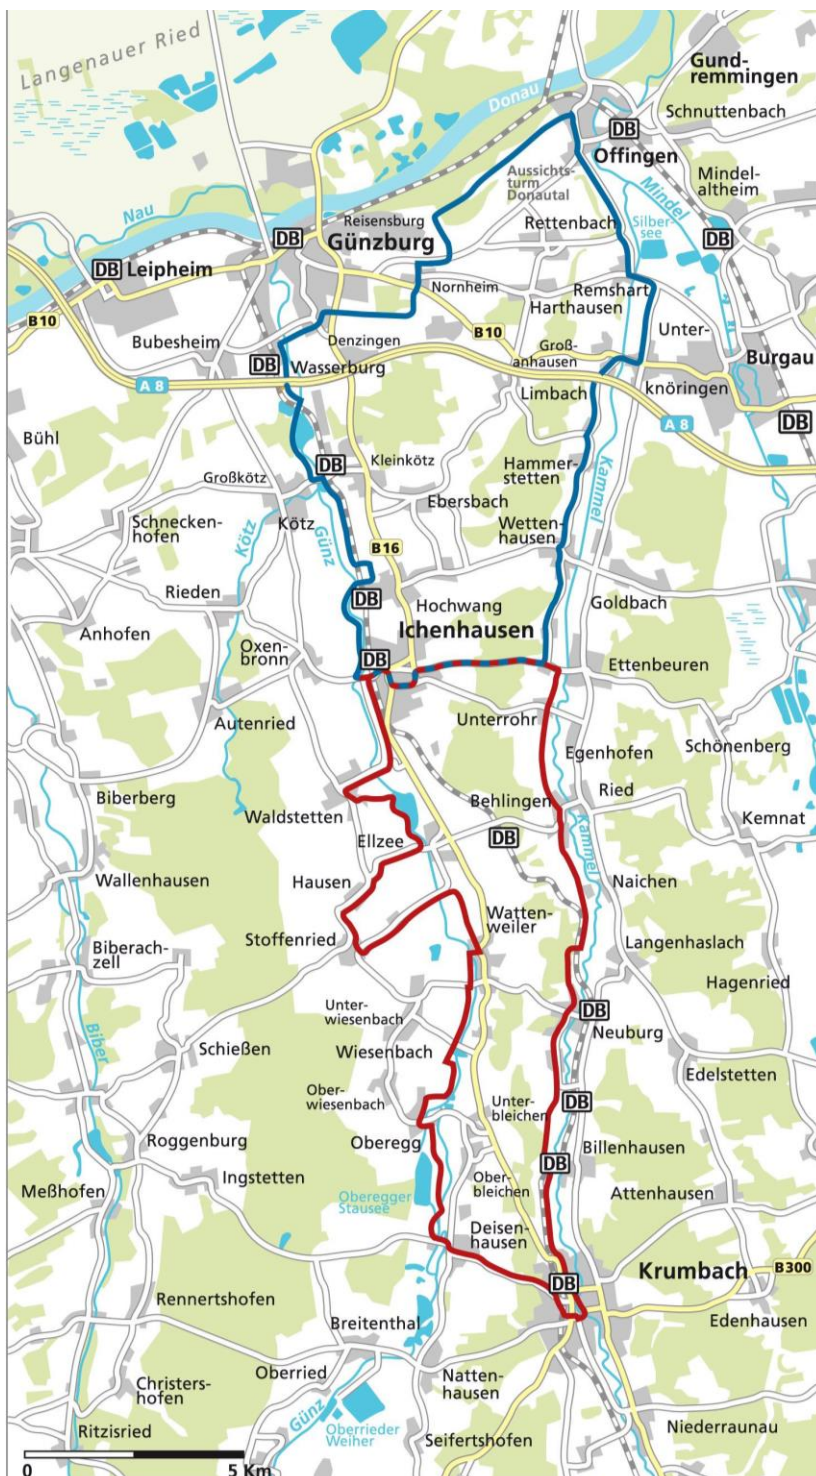 Langenauer Ried
Donau
Gund-
remmingen
Schnuttenbach
DB
Offingen
Aussichts-
turm
Donautal
Mindel
Mindel-
altheim
Nau
DB
Reisensburg
Günzburg
Rettenbach
Silber-
see
DB
DB
Leipheim
Nornheim
Remshart
Harthausen
B10
Bubesheim
Denzingen
B10
Unter-
knöringen
Groß-
anhausen
Burgau
DB
Wasserburg
A 8
Limbach
A 8
DB
Bühl
Großkötz
DB
Kleinkötz
Hammer-
stetten
Kammel
Ebersbach
Schnecken-
hofen
Kötz
Kötz
Günz
B16
Wetten-
hausen
Rieden
DB
Hochwang
Goldbach
Anhofen
Ichenhausen
Oxen-
bronn
DB
Ettenbeuren
Autenried
Unterrohr
Egenhofen
Schönenberg
Biberberg
Waldstetten
Behlingen
Ried
Kemnat
Ellzee
DB
Kammel
Wallenhausen
Hausen
Naichen
Stoffenried
Watten-
weiler
Biberach-
zell
Langenhaslach
Hagenried
Unter-
wiesenbach
DB
Neuburg
Biber
Schießen
Wiesenbach
Edelstetten
Ober-
wiesenbach
Unter-
bleichen
DB
Roggenburg
Oberegg
Billenhausen
Meßhofen
Ingstetten
DB
Ober-
bleichen
Attenhausen
Oberegger
Stausee
Deisen-
hausen
DB
Krumbach
B300
Rennertshofen
Breitenthal
Edenhausen
Oberried
Natten-
hausen
Christers-
hofen
Günz
Niederraunau
Ritzisried
Oberrieder
Weiher
Seifertshofen
0
5 Km